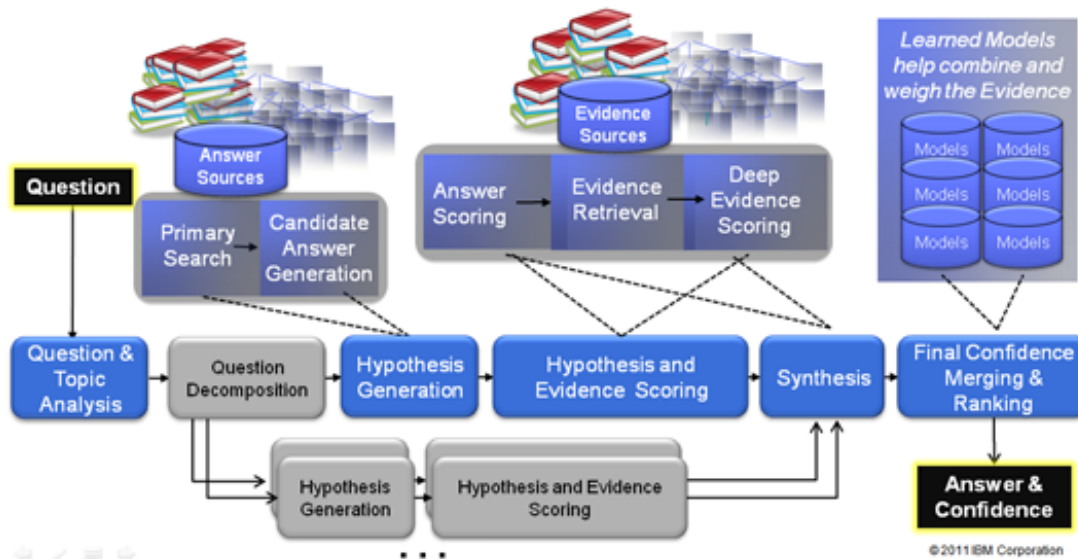 Learned Models
help combine and
weigh the Evidence
Models
Models
Models
Models
Models
Models
Evidence
Sources
Answer
Sources
Question
Primary
Search
Candidate
Answer
Generation
Answer
Scoring
Evidence
Retrieval
Deep
Evidence
Scoring
Question &
Topic
Analysis
Question
Decomposition
Hypothesis
Generation
Hypothesis and
Evidence Scoring
Synthesis
Final Confidence
Merging &
Ranking
Hypothesis
Generation
Hypothesis and Evidence
Scoring
. . .
Answer &
Confidence
© 2011 IBM Corporation